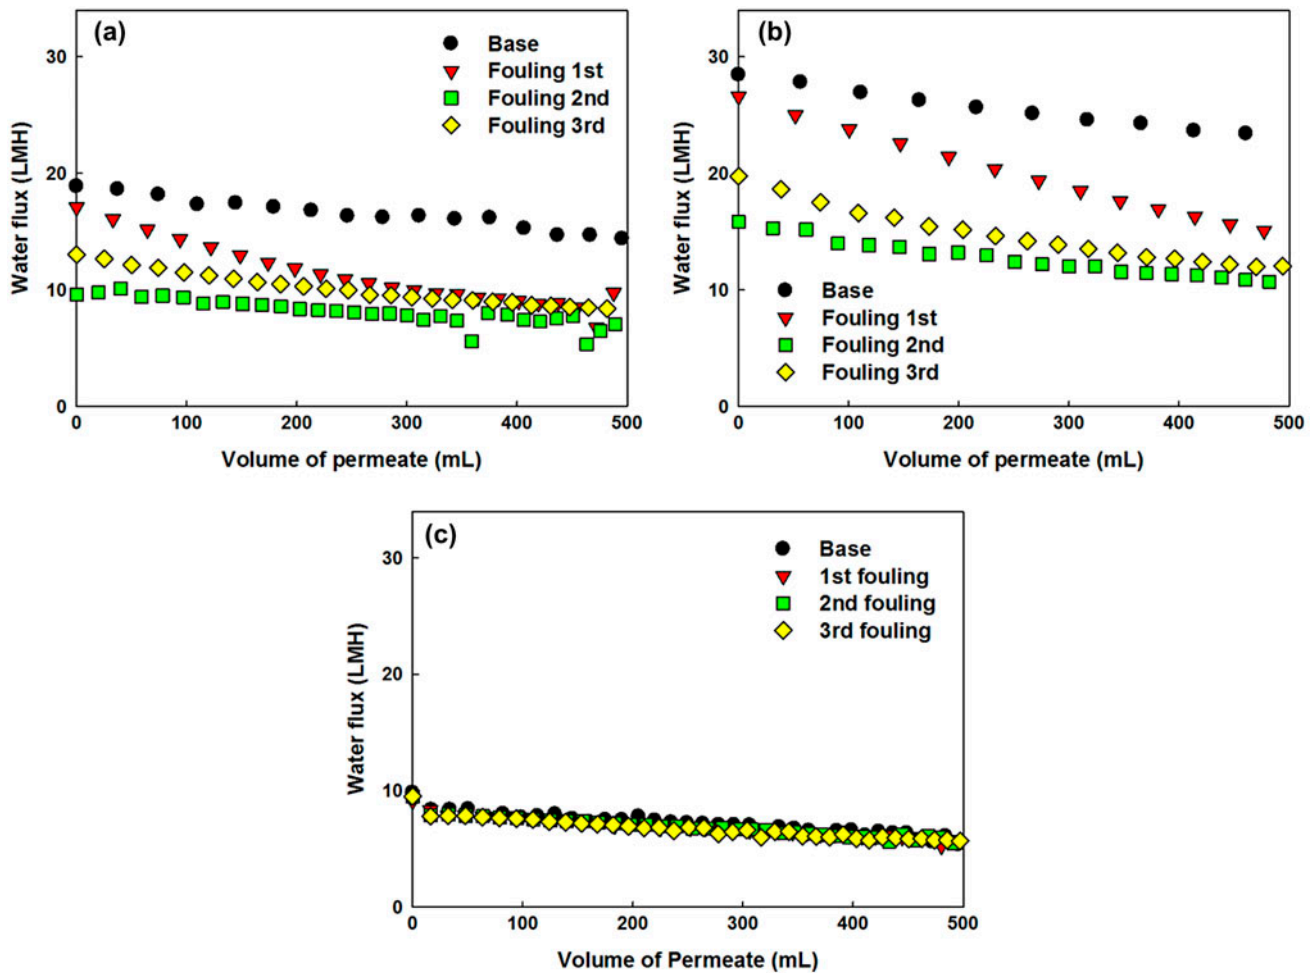 (a)
Base
Fouling 1st
Fouling 2nd
Fouling 3rd
Water flux (LMH)
30
20
10
0
0 100 200 300 400 500
Volume of permeate (mL)
(b)
Base
Fouling 1st
Fouling 2nd
Fouling 3rd
Water flux (LMH)
30
20
10
0
0 100 200 300 400 500
Volume of permeate (mL)
(c)
Base
1st fouling
2nd fouling
3rd fouling
Water flux (LMH)
30
20
10
0
0 100 200 300 400 500
Volume of Permeate (mL)